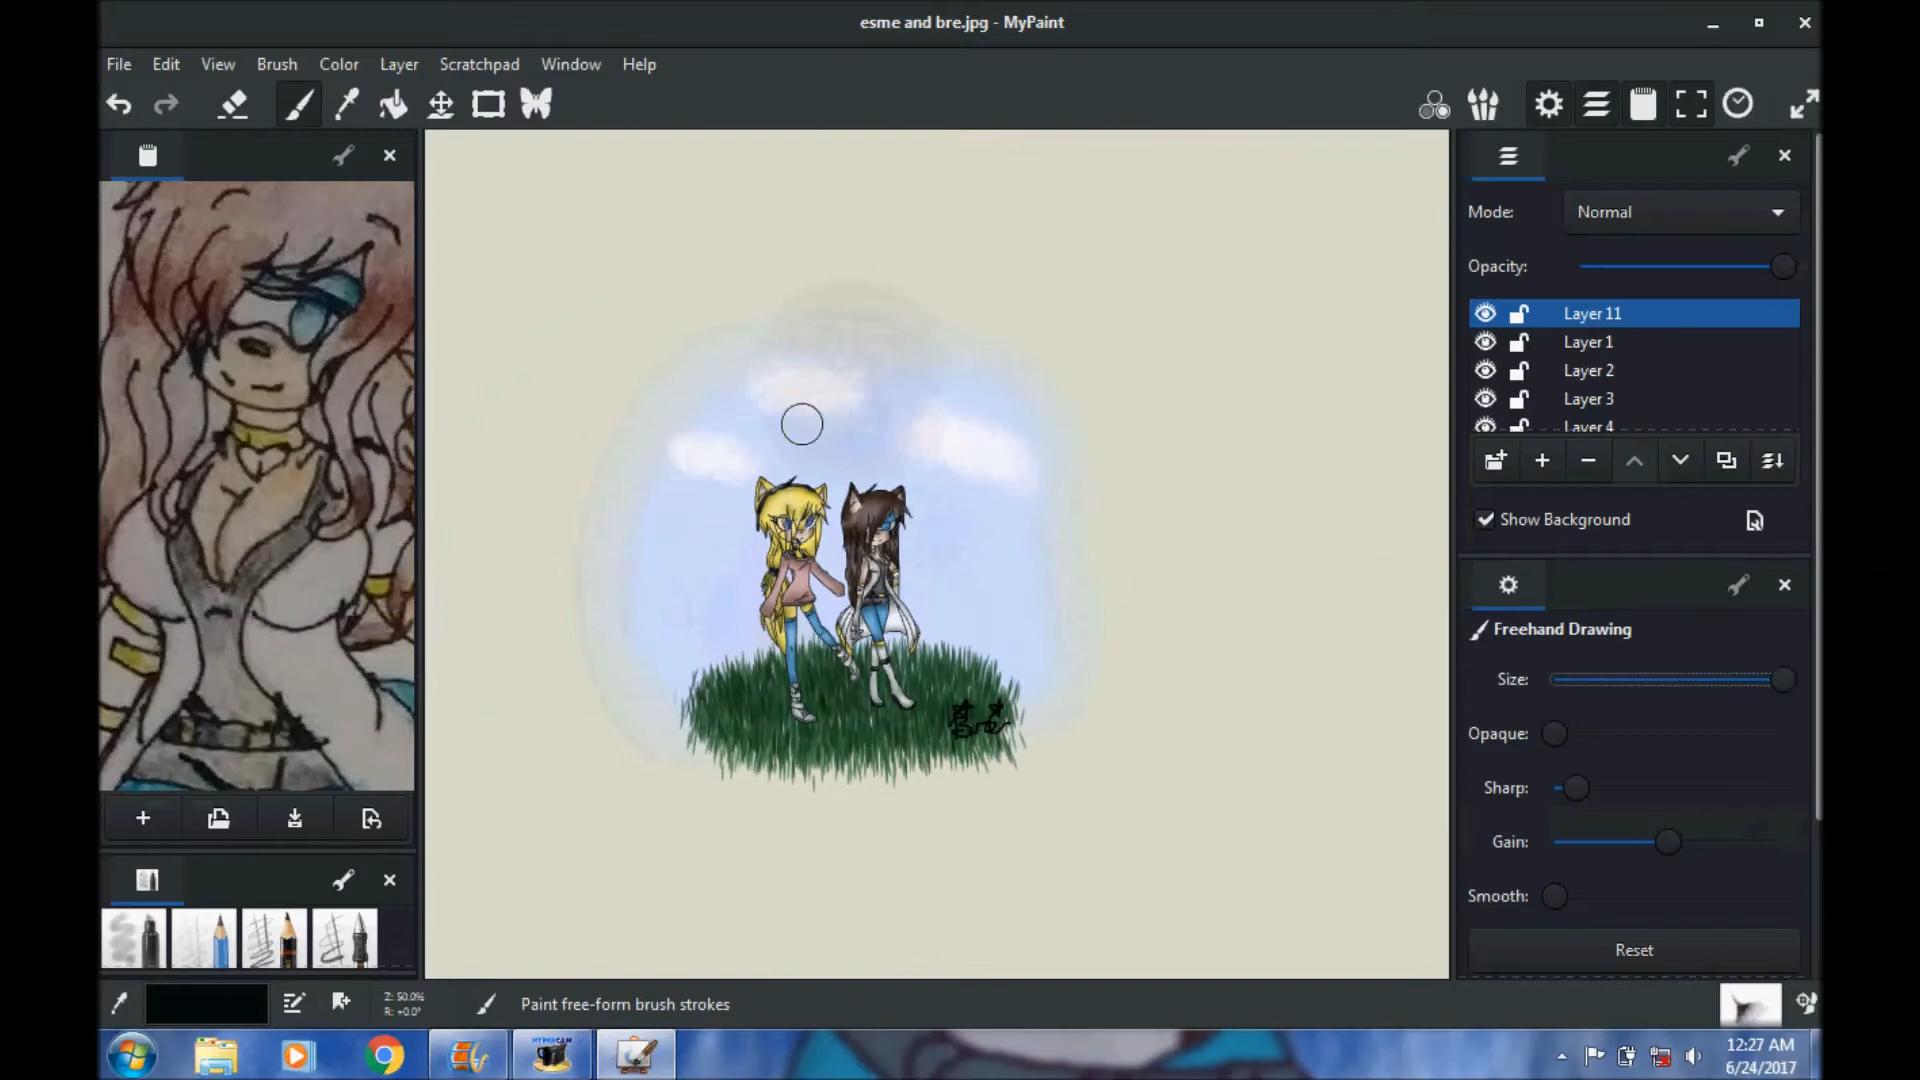 esme and bre.jpg - MyPaint
File Edit View Brush Color Layer Scratchpad Window Help
Mode: Normal
Opacity:
Layer 11
Layer 1
Layer 2
Layer 3
Layer 4
Show Background
Freehand Drawing
Size:
Opaque:
Sharp:
Gain:
Smooth:
Reset
Z: 50.0%
R: +0.0°
Paint free-form brush strokes
HYPERCAM
12:27 AM
6/24/2017